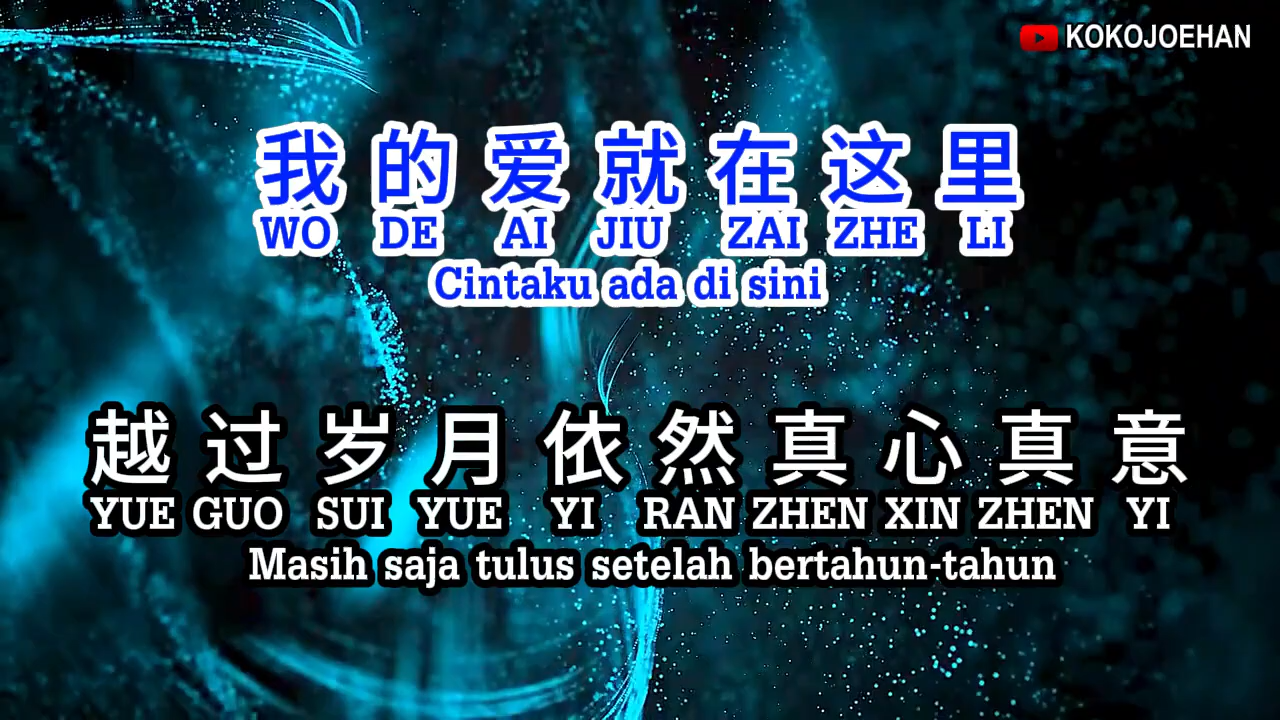 KOKOJOEHAN
我的爱就在这里
WO DE AI JIU ZAI ZHE LI
Cintaku ada di sini
越过岁月依然真心真意
YUE GUO SUI YUE YI RAN ZHEN XIN ZHEN YI
Masih saja tulus setelah bertahun-tahun